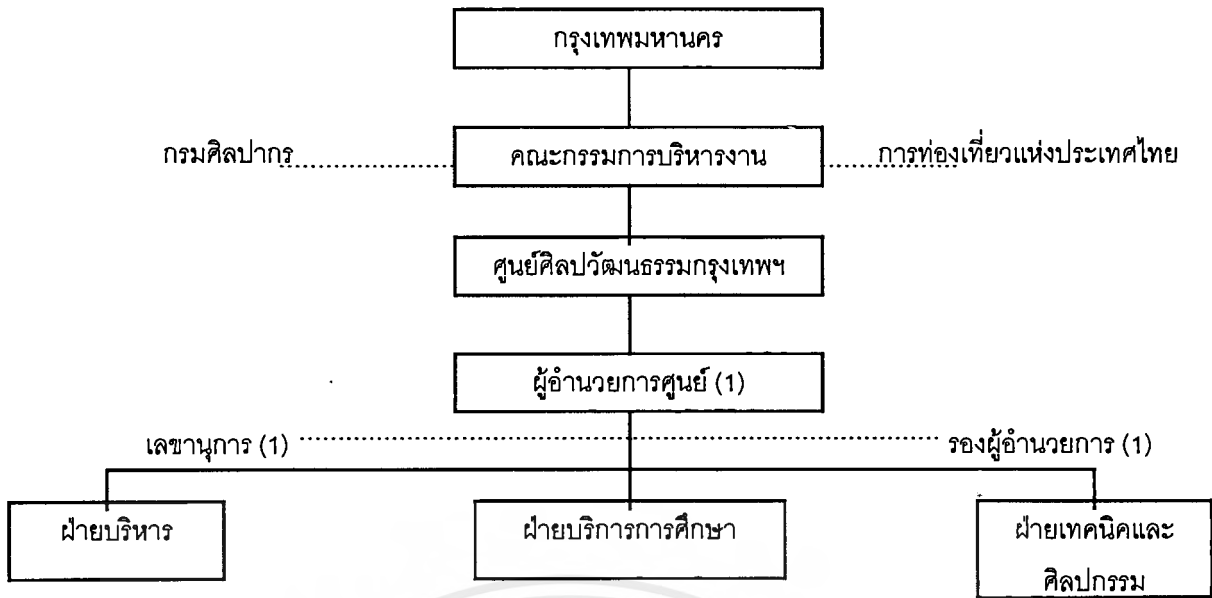 กรุงเทพมหานคร
กรมศิลปากร
คณะกรรมการบริหารงาน
การท่องเที่ยวแห่งประเทศไทย
ศูนย์ศิลปวัฒนธรรมกรุงเทพฯ
ผู้อำนวยการศูนย์ (1)
เลขานุการ (1)
รองผู้อำนวยการ (1)
ฝ่ายบริหาร
ฝ่ายบริการการศึกษา
ฝ่ายเทคนิคและ
ศิลปกรรม